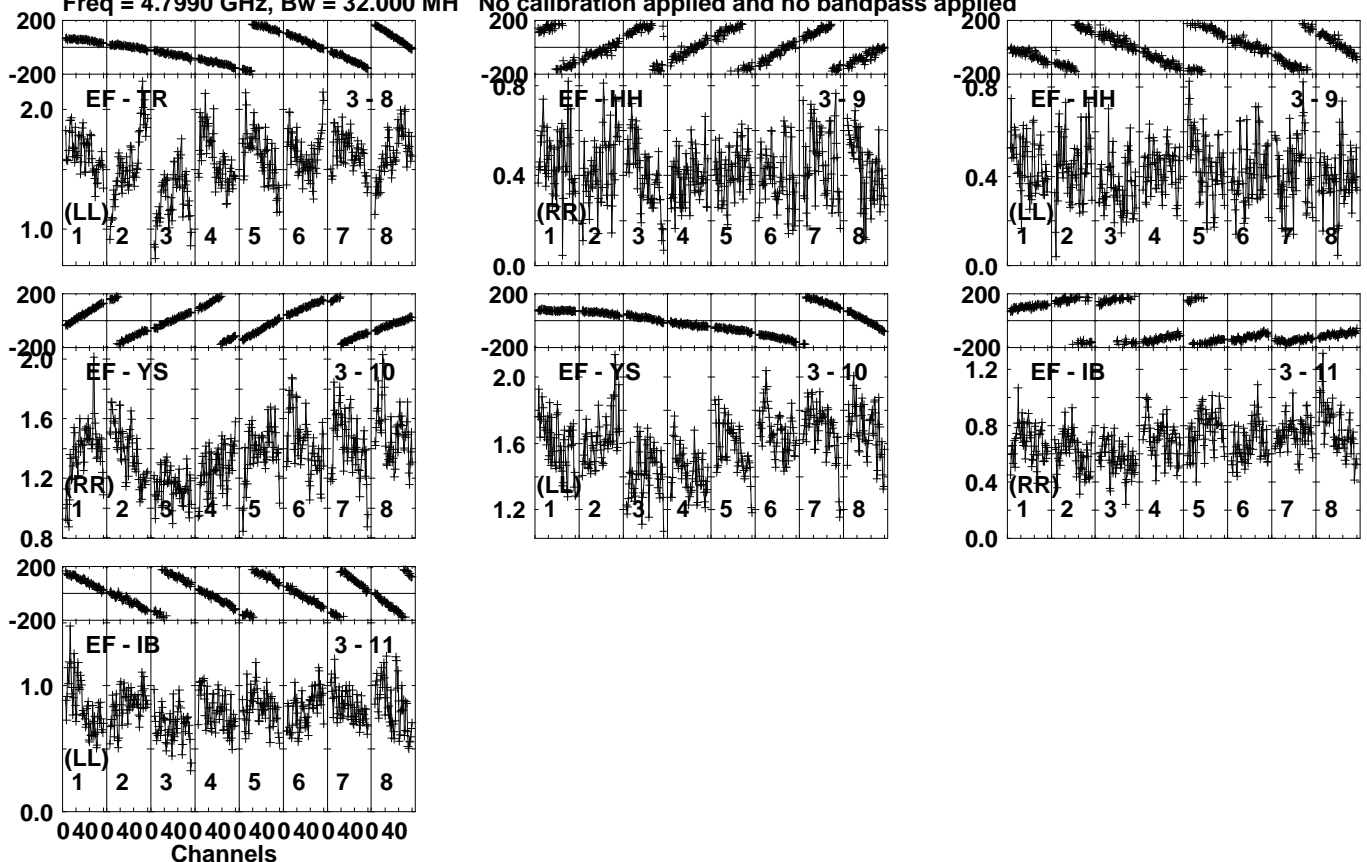 Freq = 4.7990 GHz, Bw = 32.000 MH No calibration applied and no bandpass applied
200 200 200
-200 -200 -200
2.0 EF - TR 3 - 8 0.8 EF - HH 3 - 9 0.8 EF - HH 3 - 9
0.4 0.4
1.0 (LL) (RR) (LL)
1 2 3 4 5 6 7 8 1 2 3 4 5 6 7 8 1 2 3 4 5 6 7 8
0.0 0.0
200 200 200
-200 -200 -200
2.0 EF - YS 3 - 10 2.0 EF - YS 3 - 10 1.2 EF - IB 3 - 11
1.6 1.6 0.8
1.2 (RR) (LL) 0.4 (RR)
1 2 3 4 5 6 7 8 1.2 1 2 3 4 5 6 7 8 1 2 3 4 5 6 7 8
0.8 0.0
200
-200
EF - IB 3 - 11
1.0
(LL)
1 2 3 4 5 6 7 8
0.0
0 40 0 40 0 40 0 40 0 40 0 40 0 40 0 40
Channels